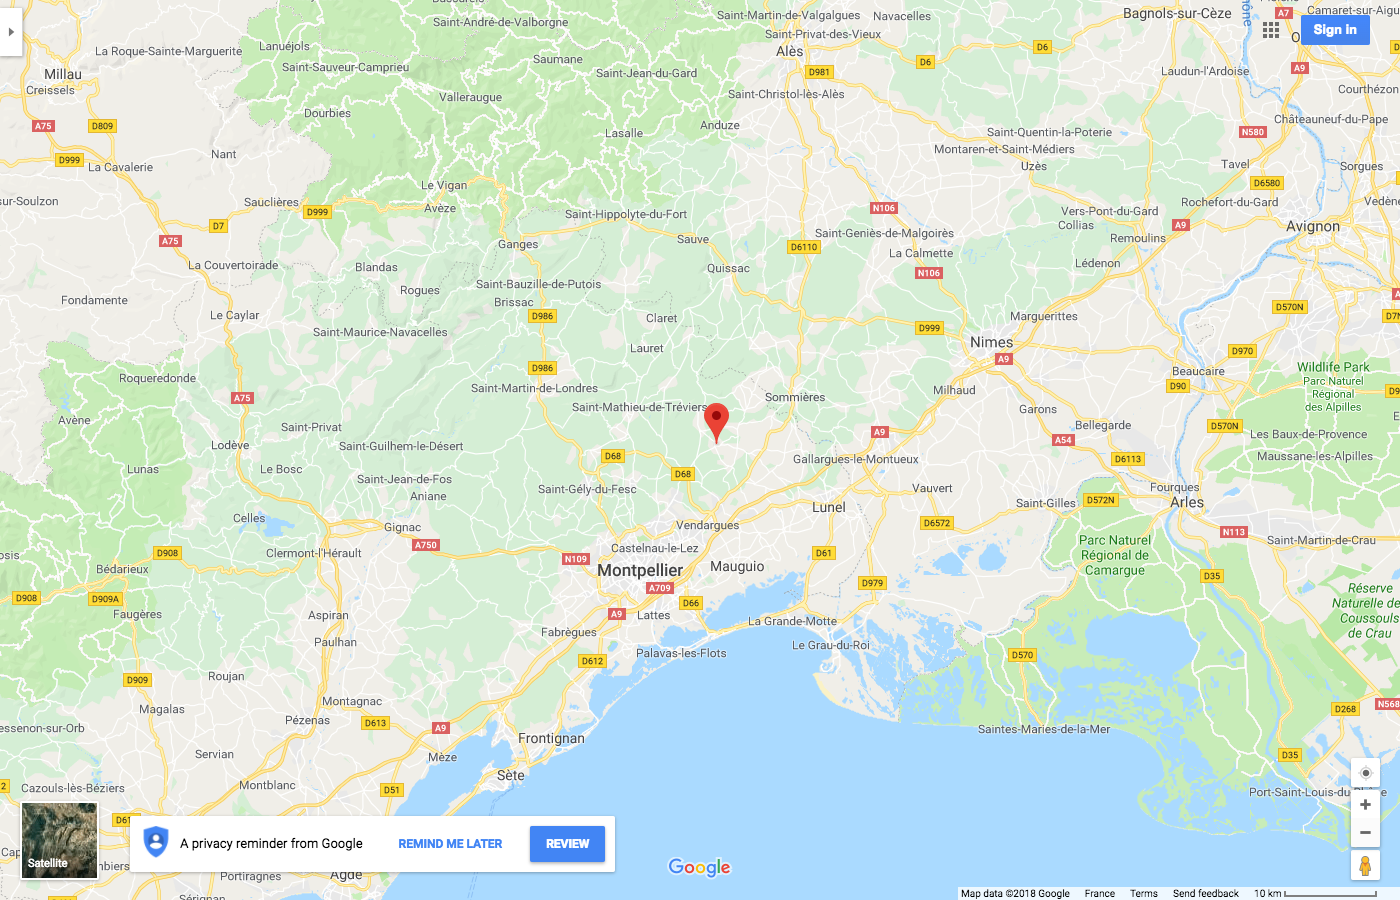 Saint-André-de-Valborgne
Saint-Martin-de-Valgalgues
Navacelles
Bagnols-sur-Cèze
A7
Camaret-sur-Aigu
Sign in
La Roque-Sainte-Marguerite
Lanuéjols
Saint-Privat-des-Vieux
Alès
D6
Millau
Creissels
Saint-Sauveur-Camprieu
Saumane
Saint-Jean-du-Gard
D981
D6
Laudun-l'Ardoise
A9
Valleraugue
Saint-Christol-lès-Alès
Courthézon
Dourbies
Lasalle
Anduze
Châteauneuf-du-Pape
A75
D809
Saint-Quentin-la-Poterie
N580
D999
La Cavalerie
Nant
Montaren-et-Saint-Médiers
Uzès
Tavel
Sorgues
Le Vigan
D6580
sur-Soulzon
Sauclières
D999
Avèze
Saint-Hippolyte-du-Fort
N106
Vers-Pont-du-Gard
Rochefort-du-Gard
Vedène
D7
Collias
A9
Avignon
A75
Ganges
Sauve
D6110
Saint-Geniès-de-Malgoirès
Remoulins
La Calmette
La Couvertoirade
Blandas
Quissac
N106
Lédenon
Fondamente
Rogues
Saint-Bauzille-de-Putois
Brissac
D570N
Le Caylar
D986
Claret
Marguerittes
Saint-Maurice-Navacelles
D999
Nimes
Lauret
A9
D970
Roqueredonde
D986
Beaucaire
Wildlife Park
Parc Naturel
Régional
des Alpilles
D90
A75
Saint-Martin-de-Londres
Milhaud
Sommières
Saint-Mathieu-de-Tréviers
Garons
Avène
Saint-Privat
A9
A54
Bellegarde
D570N
Les Baux-de-Provence
Lodève
Saint-Guilhem-le-Désert
D68
D6113
Maussane-les-Alpilles
Lunas
Le Bosc
Saint-Jean-de-Fos
D68
Gallargues-le-Montueux
Aniane
Saint-Gély-du-Fesc
Vauvert
Fourques
Saint-Gilles
D572N
Arles
Celles
Lunel
Gignac
Vendargues
D6572
N113
Clermont-l'Hérault
A750
Castelnau-le-Lez
D61
Parc Naturel
Régional de
Camargue
Saint-Martin-de-Crau
D908
N109
Montpellier
Mauguio
Bédarieux
D35
D908
D909A
A709
D979
Réserve
Naturelle de
Coussouls
de Crau
Faugères
Aspiran
A9
D66
Lattes
La Grande-Motte
Paulhan
Fabrègues
Le Grau-du-Roi
Palavas-les-Flots
D570
D612
Roujan
D909
Magalas
Montagnac
D268
N568
Pézenas
D613
A9
essenon-sur-Orb
Saintes-Maries-de-la-Mer
Frontignan
Servian
Mèze
D35
Sète
Cazouls-lès-Béziers
Montblanc
D51
Satellite
A privacy reminder from Google
REMIND ME LATER
REVIEW
Portiragnes
Agde
Sérignan
Google
Map data ©2018 Google
France
Terms
Send feedback
10 km